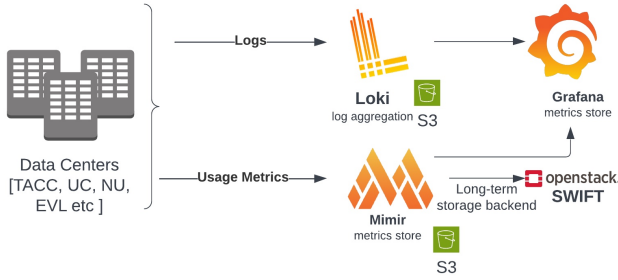 Logs
Loki
log aggregation
S3
Grafana
metrics store
Data Centers
[TACC, UC, NU,
EVL etc ]
Usage Metrics
Mimir
metrics store
S3
Long-term
storage backend
openstack.
SWIFT